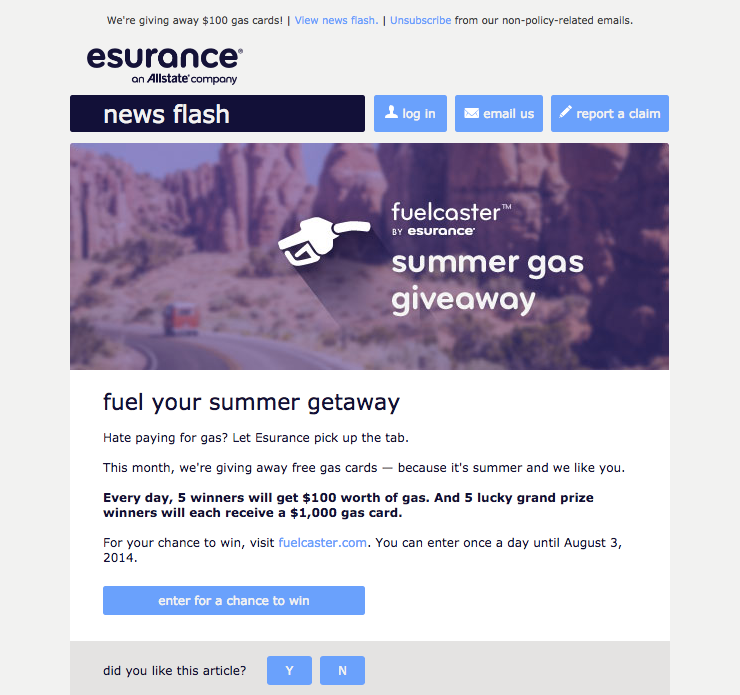 We're giving away $100 gas cards! | View news flash. | Unsubscribe from our non-policy-related emails.
esurance®
an Allstate® company
news flash
log in
email us
report a claim
fuelcaster™
BY esurance®
summer gas
giveaway
fuel your summer getaway
Hate paying for gas? Let Esurance pick up the tab.
This month, we're giving away free gas cards — because it's summer and we like you.
Every day, 5 winners will get $100 worth of gas. And 5 lucky grand prize
winners will each receive a $1,000 gas card.
For your chance to win, visit fuelcaster.com. You can enter once a day until August 3,
2014.
enter for a chance to win
did you like this article? Y N